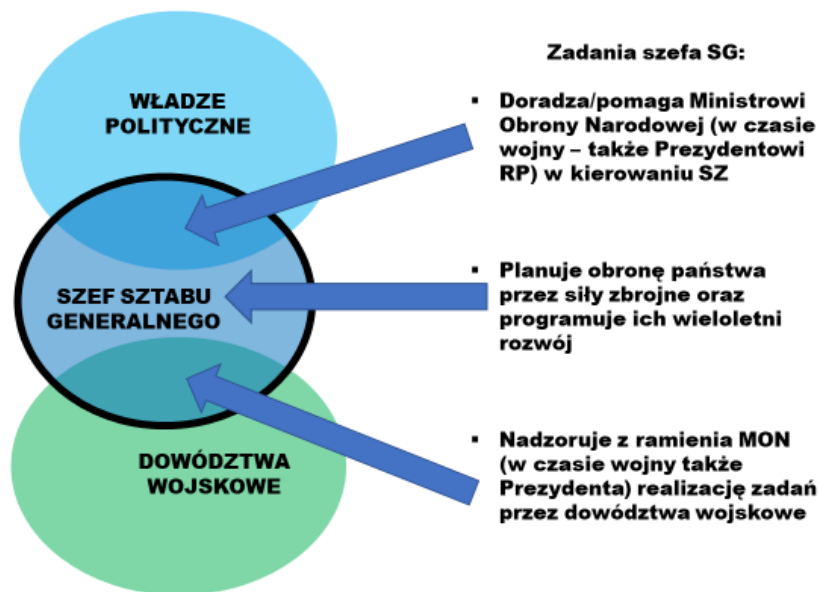 WŁADZE
POLITYCZNE
SZEF SZTABU
GENERALNEGO
DOWÓDZTWA
WOJSKOWE
Zadania szefa SG:
▪ Doradza/pomaga Ministrowi
Obrony Narodowej (w czasie
wojny – także Prezydentowi
RP) w kierowaniu SZ
▪ Planuje obronę państwa
przez siły zbrojne oraz
programuje ich wieloletni
rozwój
▪ Nadzoruje z ramienia MON
(w czasie wojny także
Prezydenta) realizację zadań
przez dowództwa wojskowe